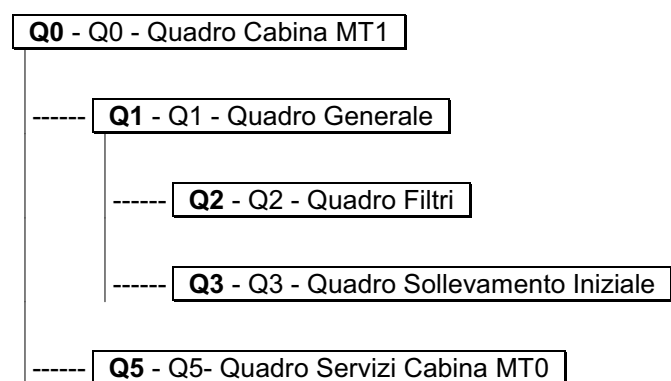 Q0 - Q0 - Quadro Cabina MT1
------ Q1 - Q1 - Quadro Generale
------ Q2 - Q2 - Quadro Filtri
------ Q3 - Q3 - Quadro Sollevamento Iniziale
------ Q5 - Q5- Quadro Servizi Cabina MT0